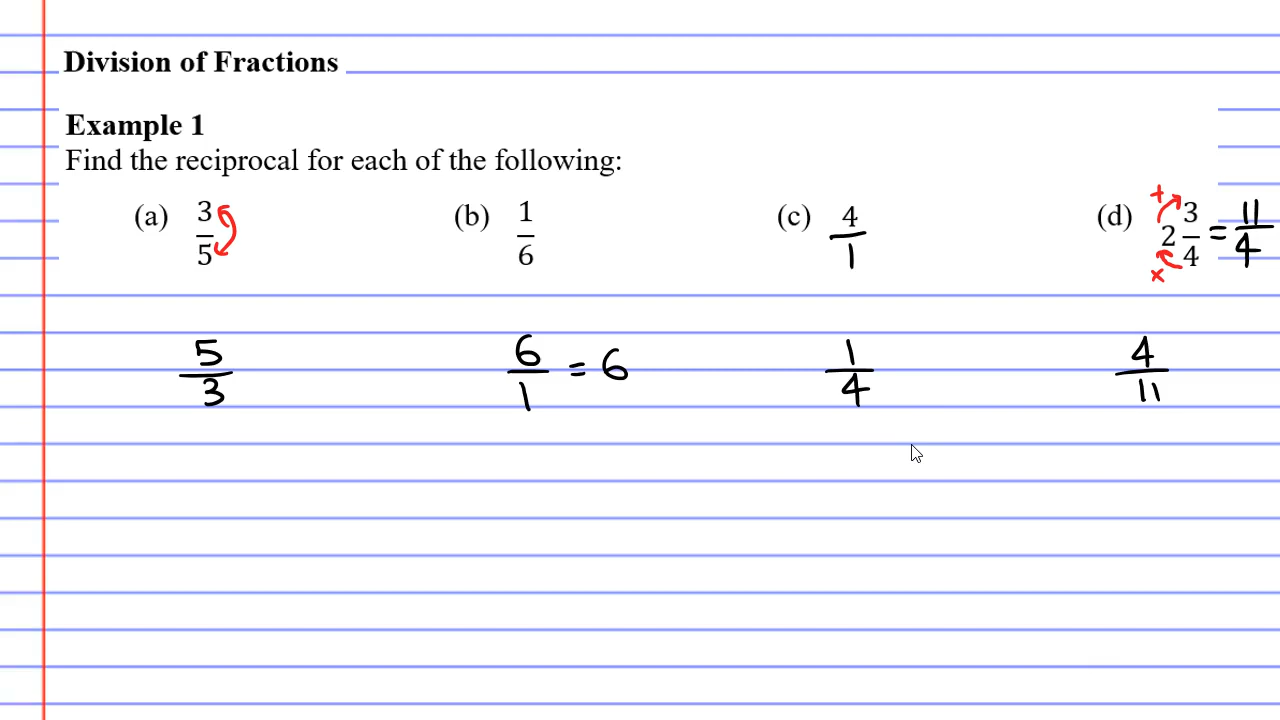 Division of Fractions
Example 1
Find the reciprocal for each of the following:
(a) 3/5 (b) 1/6 (c) 4/1 (d) + × 2 3/4 = 11/4
5/3 6/1 = 6 1/4 4/11